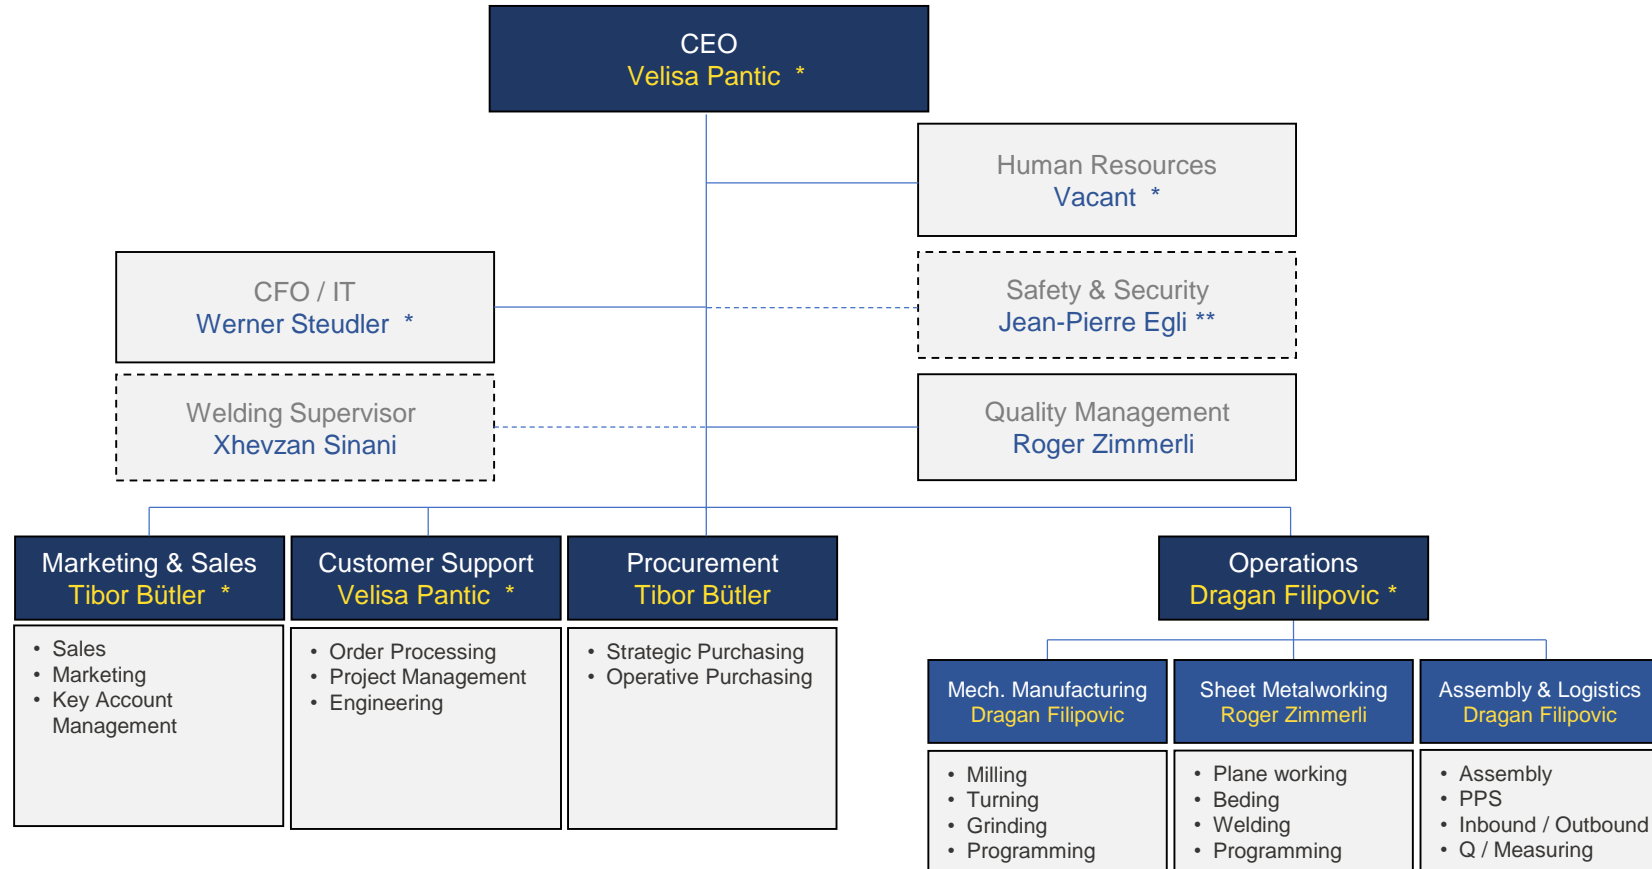 CEO
Velisa Pantic *
Human Resources
Vacant *
CFO / IT
Werner Steudler *
Safety & Security
Jean-Pierre Egli **
Welding Supervisor
Xhevzan Sinani
Quality Management
Roger Zimmerli
Marketing & Sales
Tibor Bütler *
• Sales
• Marketing
• Key Account
Management
Customer Support
Velisa Pantic *
• Order Processing
• Project Management
• Engineering
Procurement
Tibor Bütler
• Strategic Purchasing
• Operative Purchasing
Operations
Dragan Filipovic *
Mech. Manufacturing
Dragan Filipovic
• Milling
• Turning
• Grinding
• Programming
Sheet Metalworking
Roger Zimmerli
• Plane working
• Beding
• Welding
• Programming
Assembly & Logistics
Dragan Filipovic
• Assembly
• PPS
• Inbound / Outbound
• Q / Measuring